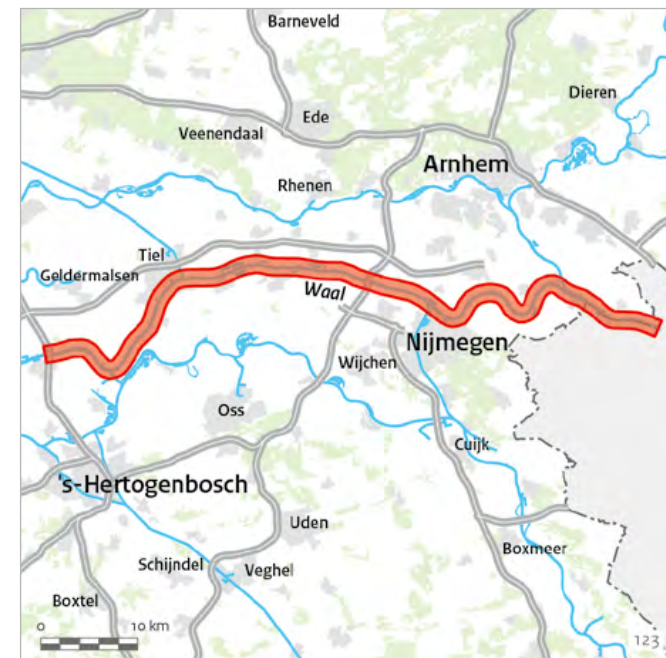 Barneveld
Dieren
Ede
Veenendaal
Arnhem
Rhenen
Tiel
Geldermalsen
Waal
Nijmegen
Wijchen
Oss
Cuijk
's-Hertogenbosch
Uden
Boxmeer
Schijndel
Veghel
Boxtel
0 10 km
123